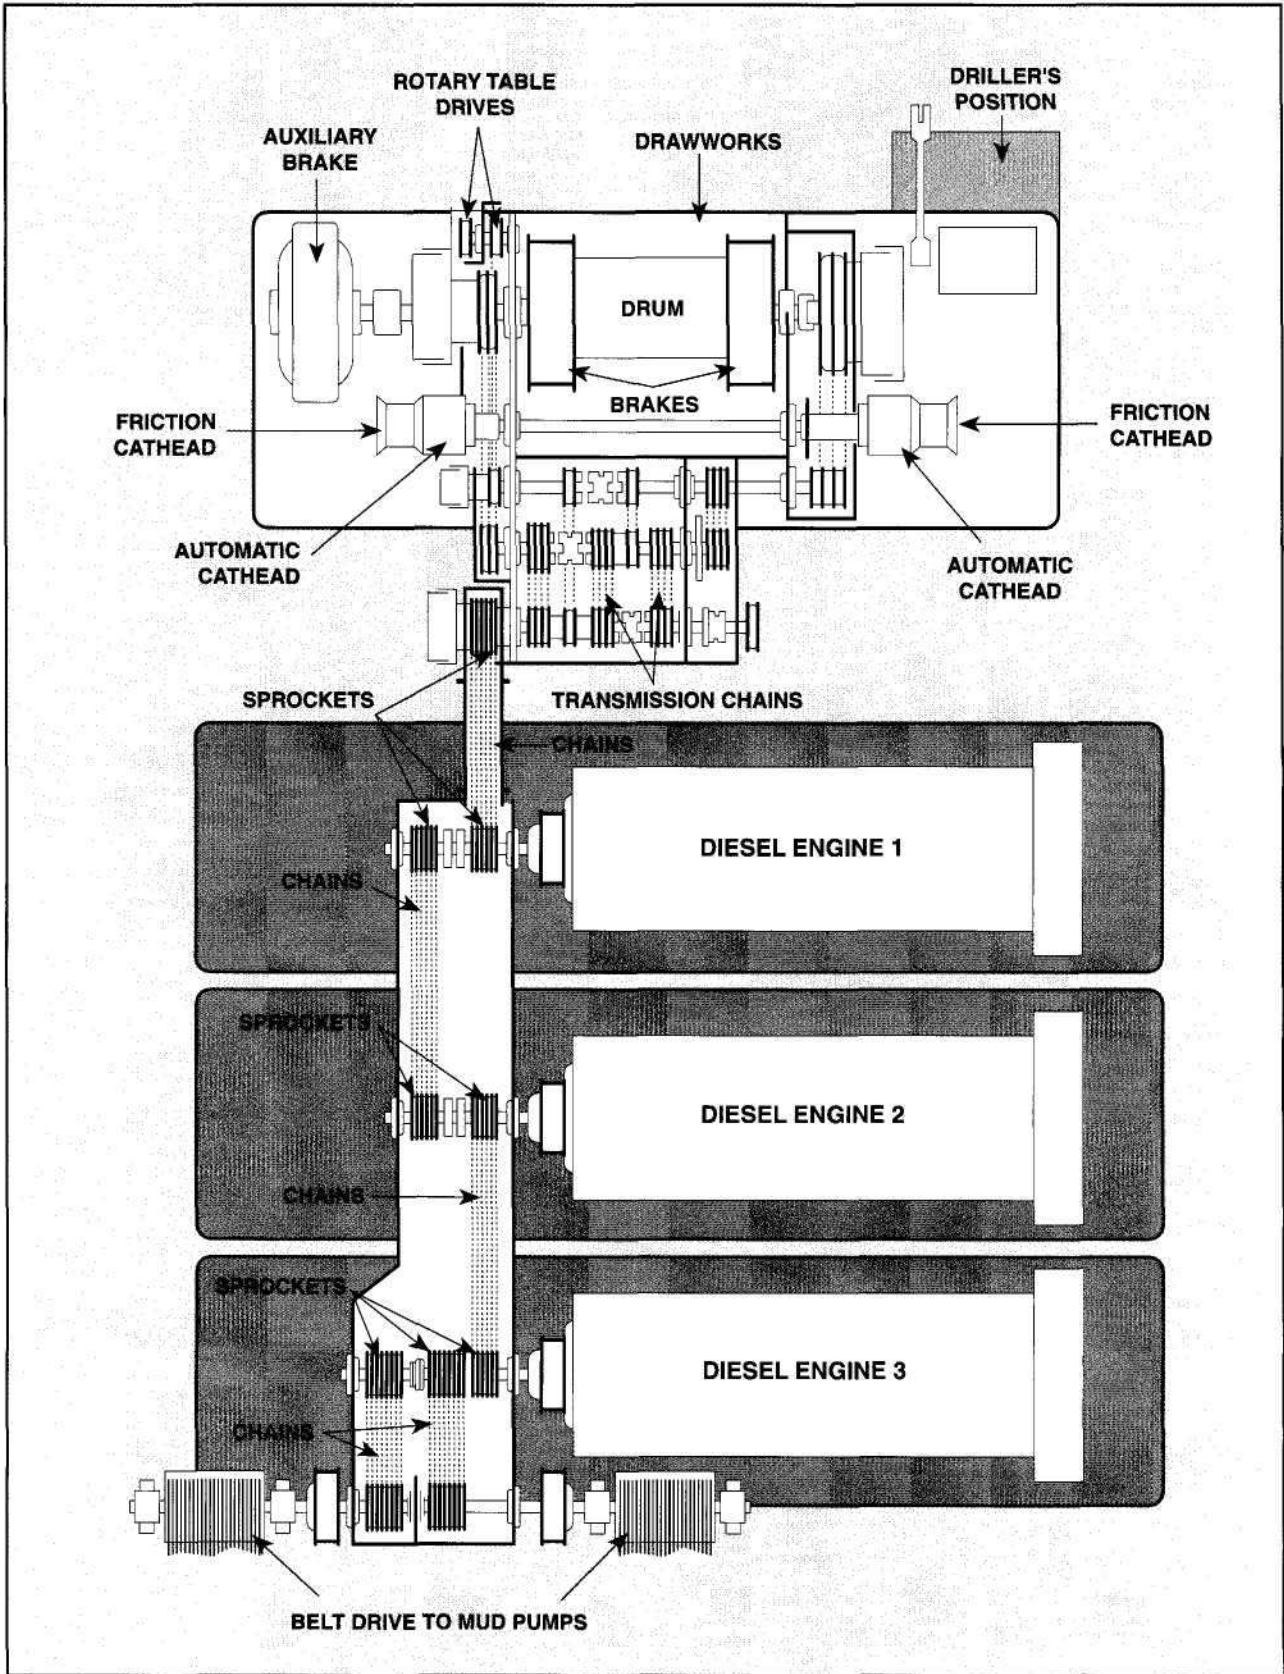 ROTARY TABLE
DRIVES
DRILLER'S
POSITION
AUXILIARY
BRAKE
DRAWWORKS
DRUM
BRAKES
FRICTION
CATHEAD
FRICTION
CATHEAD
AUTOMATIC
CATHEAD
AUTOMATIC
CATHEAD
SPROCKETS
TRANSMISSION CHAINS
CHAINS
DIESEL ENGINE 1
CHAINS
SPROCKETS
DIESEL ENGINE 2
CHAINS
SPROCKETS
DIESEL ENGINE 3
CHAINS
BELT DRIVE TO MUD PUMPS